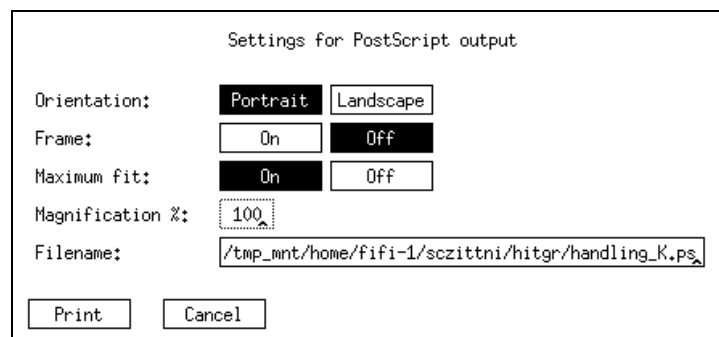 Settings for PostScript output
Orientation: Portrait Landscape
Frame: On Off
Maximum fit: On Off
Magnification %: 100
Filename: /tmp_mnt/home/fifi-1/sczittni/hitgr/handling_K.ps
Print Cancel